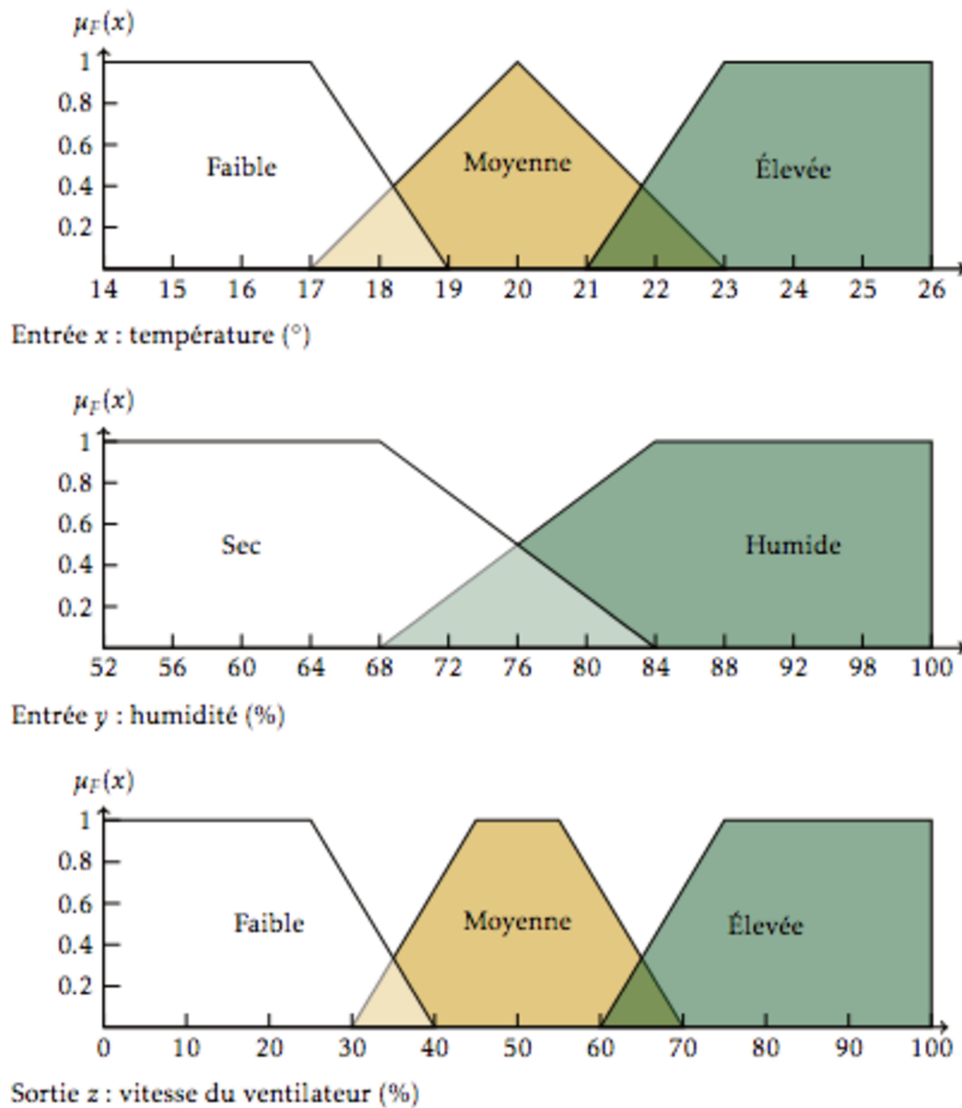 μF(x)
1
0.8
0.6
0.4
0.2
Faible
Moyenne
Élevée
14 15 16 17 18 19 20 21 22 23 24 25 26
Entrée x : température (°)
μF(x)
1
0.8
0.6
0.4
0.2
Sec
Humide
52 56 60 64 68 72 76 80 84 88 92 98 100
Entrée y : humidité (%)
μF(x)
1
0.8
0.6
0.4
0.2
Faible
Moyenne
Élevée
0 10 20 30 40 50 60 70 80 90 100
Sortie z : vitesse du ventilateur (%)